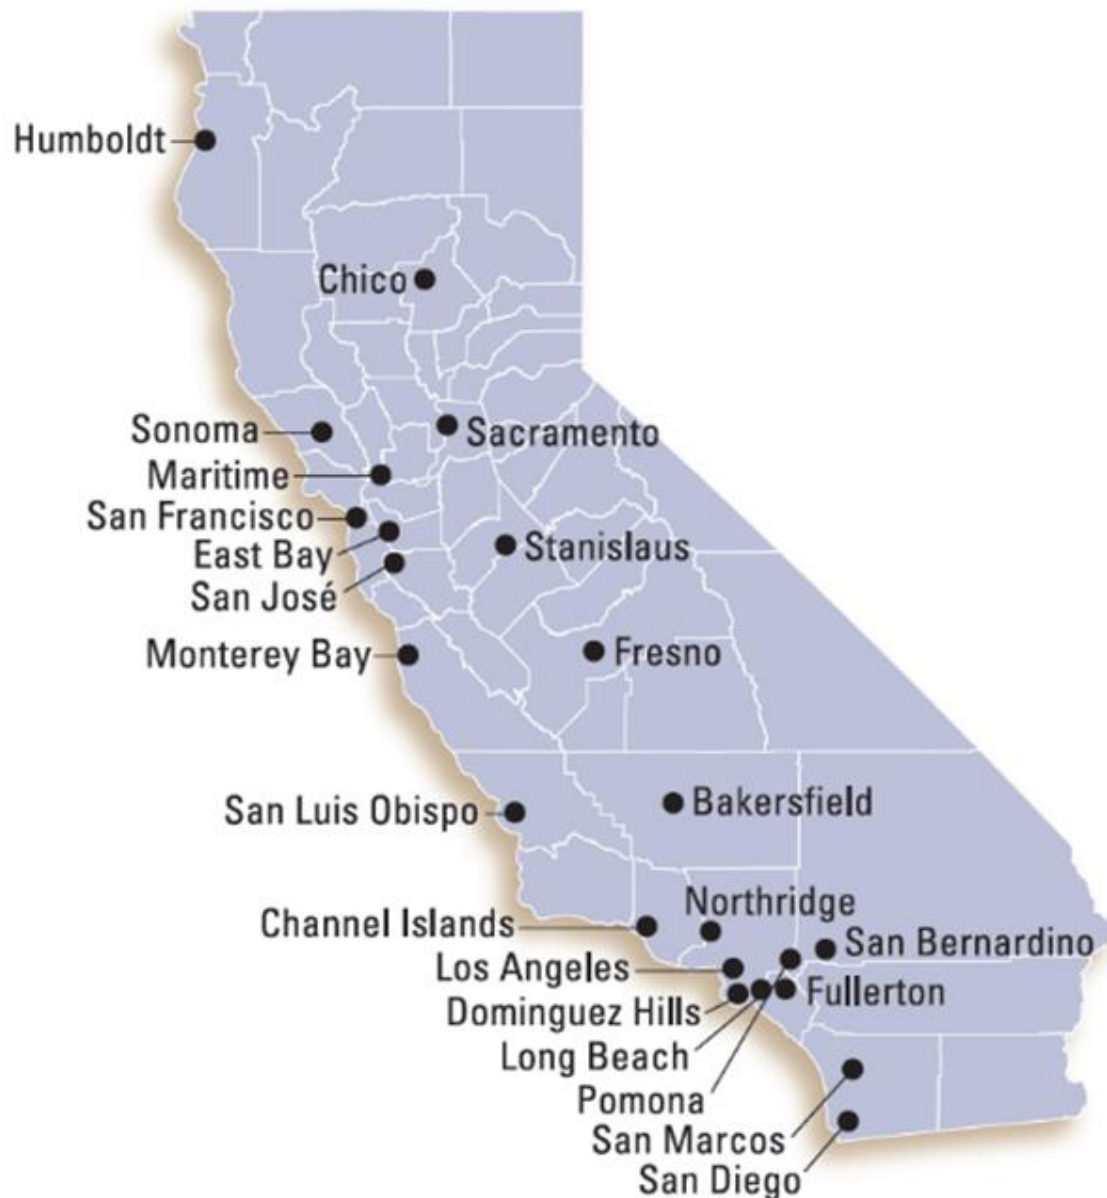 Humboldt
Chico
Sonoma
Sacramento
Maritime
San Francisco
East Bay
Stanislaus
San José
Monterey Bay
Fresno
San Luis Obispo
Bakersfield
Northridge
Channel Islands
San Bernardino
Los Angeles
Fullerton
Dominguez Hills
Long Beach
Pomona
San Marcos
San Diego